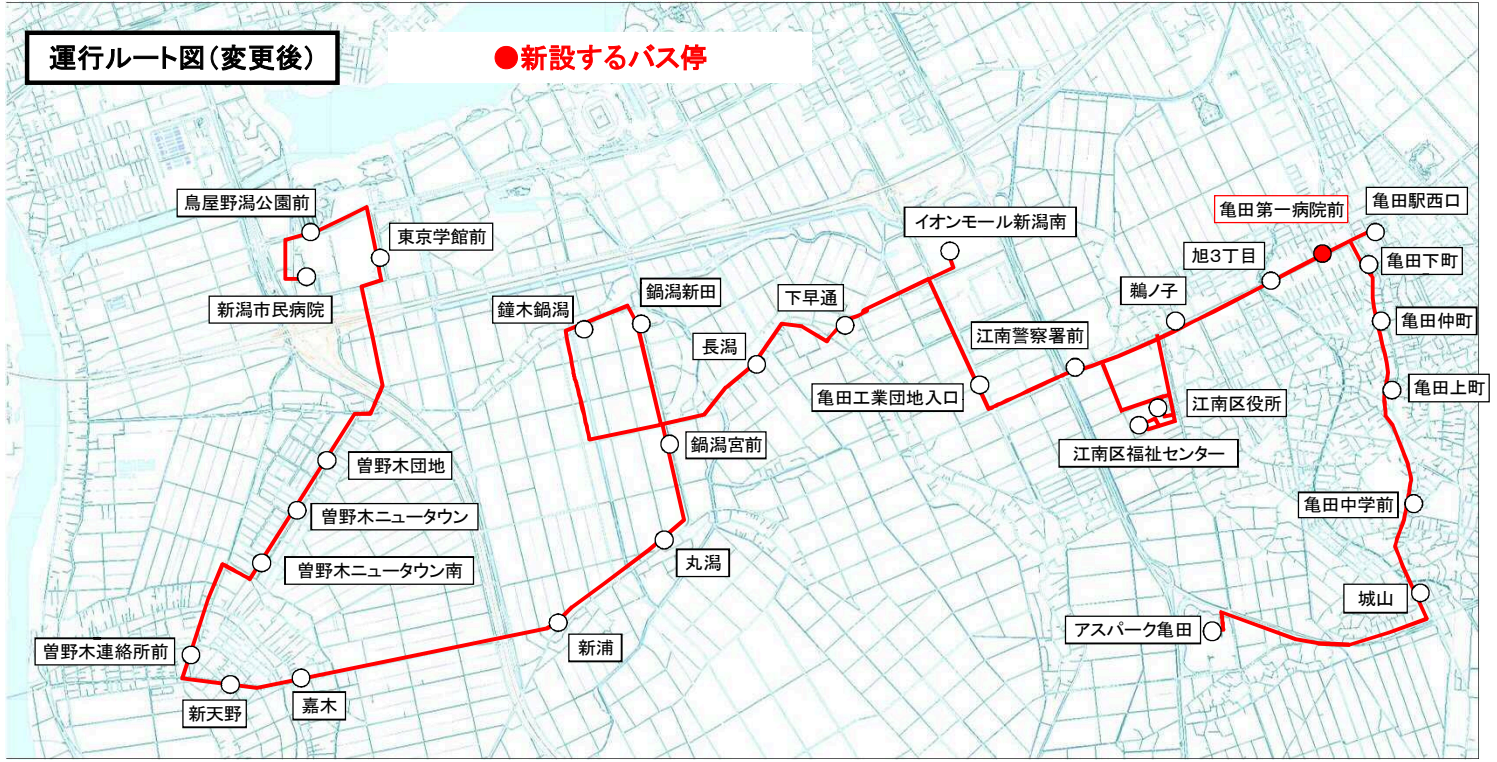 運行ルート図(変更後)
●新設するバス停
鳥屋野潟公園前
東京学館前
新潟市民病院
鐘木鍋潟
鍋潟新田
下早通
長潟
イオンモール新潟南
亀田第一病院前
亀田駅西口
旭3丁目
亀田下町
鵜ノ子
亀田仲町
江南警察署前
亀田工業団地入口
亀田上町
江南区役所
江南区福祉センター
鍋潟宮前
曽野木団地
曽野木ニュータウン
曽野木ニュータウン南
亀田中学前
丸潟
城山
アスパーク亀田
新浦
曽野木連絡所前
新天野
嘉木